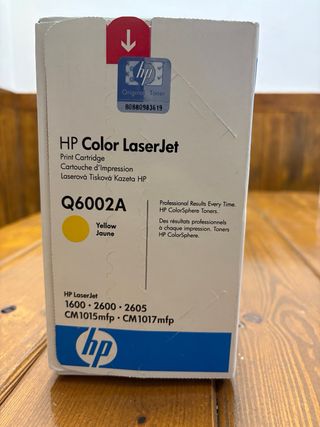 hp
Original Toner
80880983619
HP Color LaserJet
Print Cartridge
Cartouche d'Impression
Laserová Tisková Kazeta HP
Q6002A
Yellow
Jaune
Professional Results Every Time.
HP ColorSphere Toners.
Des résultats professionnels
à chaque impression. Toners
HP ColorSphere.
HP LaserJet
1600 • 2600 • 2605
CM1015mfp • CM1017mfp
hp